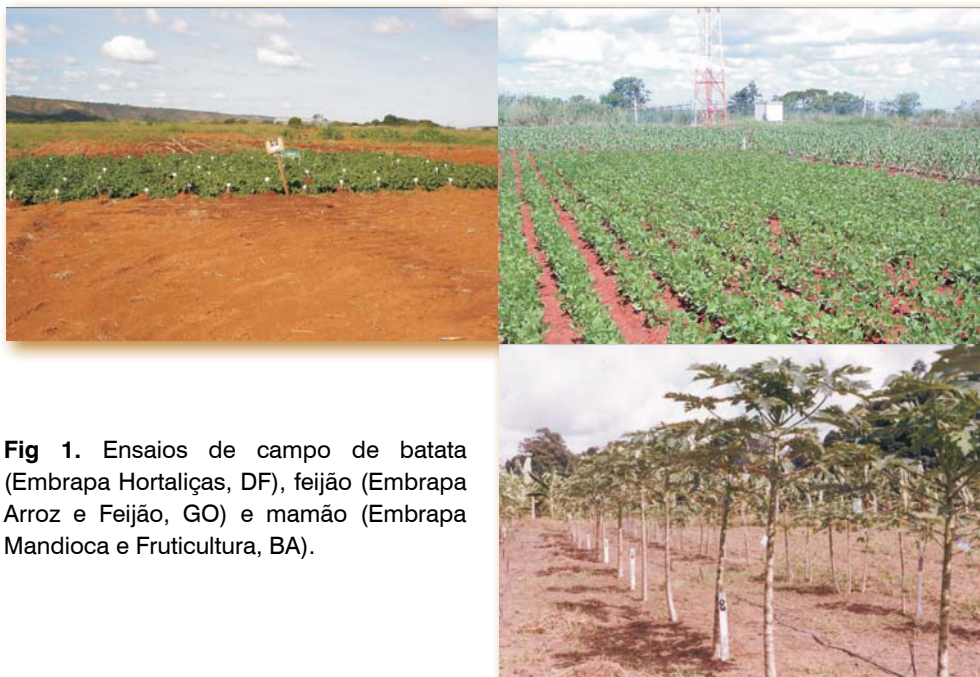 Fig 1. Ensaios de campo de batata
(Embrapa Hortaliças, DF), feijão (Embrapa
Arroz e Feijão, GO) e mamão (Embrapa
Mandioca e Fruticultura, BA).